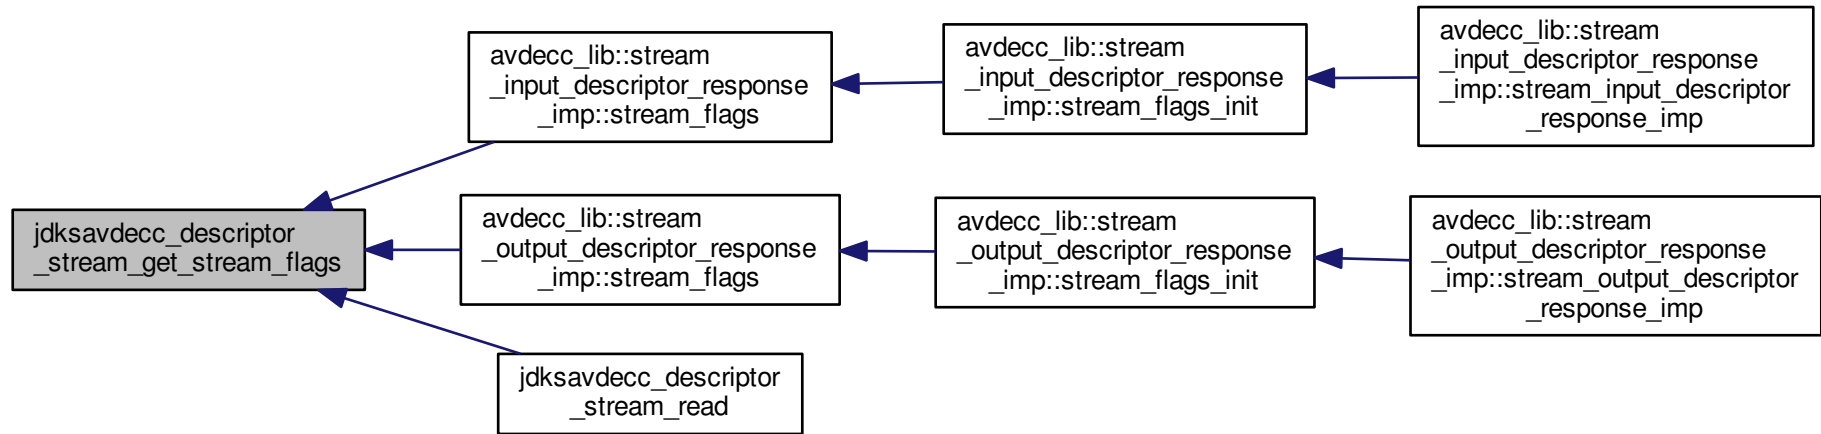 jdksavdecc_descriptor
_stream_get_stream_flags
avdecc_lib::stream
_input_descriptor_response
_imp::stream_flags
avdecc_lib::stream
_input_descriptor_response
_imp::stream_flags_init
avdecc_lib::stream
_input_descriptor_response
_imp::stream_input_descriptor
_response_imp
avdecc_lib::stream
_output_descriptor_response
_imp::stream_flags
avdecc_lib::stream
_output_descriptor_response
_imp::stream_flags_init
avdecc_lib::stream
_output_descriptor_response
_imp::stream_output_descriptor
_response_imp
jdksavdecc_descriptor
_stream_read